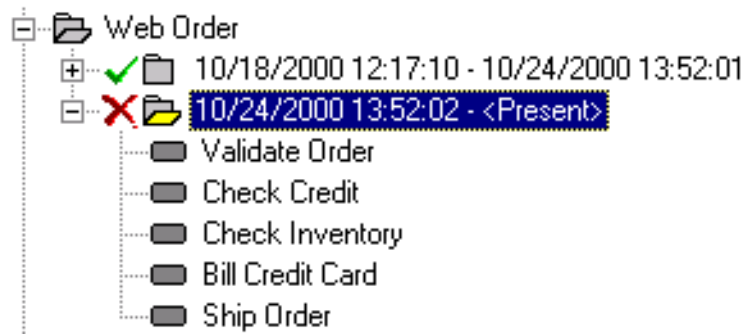 Web Order
10/18/2000 12:17:10 - 10/24/2000 13:52:01
10/24/2000 13:52:02 - <Present>
Validate Order
Check Credit
Check Inventory
Bill Credit Card
Ship Order